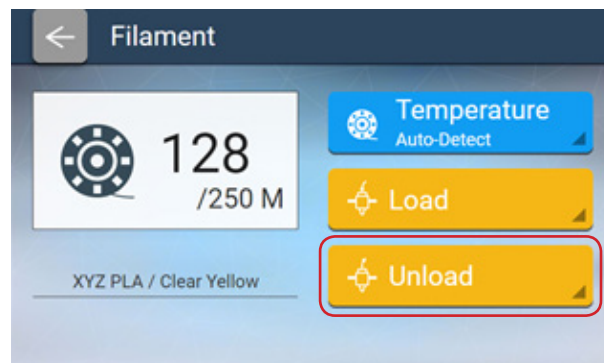 Filament
128
/250 M
XYZ PLA / Clear Yellow
Temperature
Auto-Detect
Load
Unload